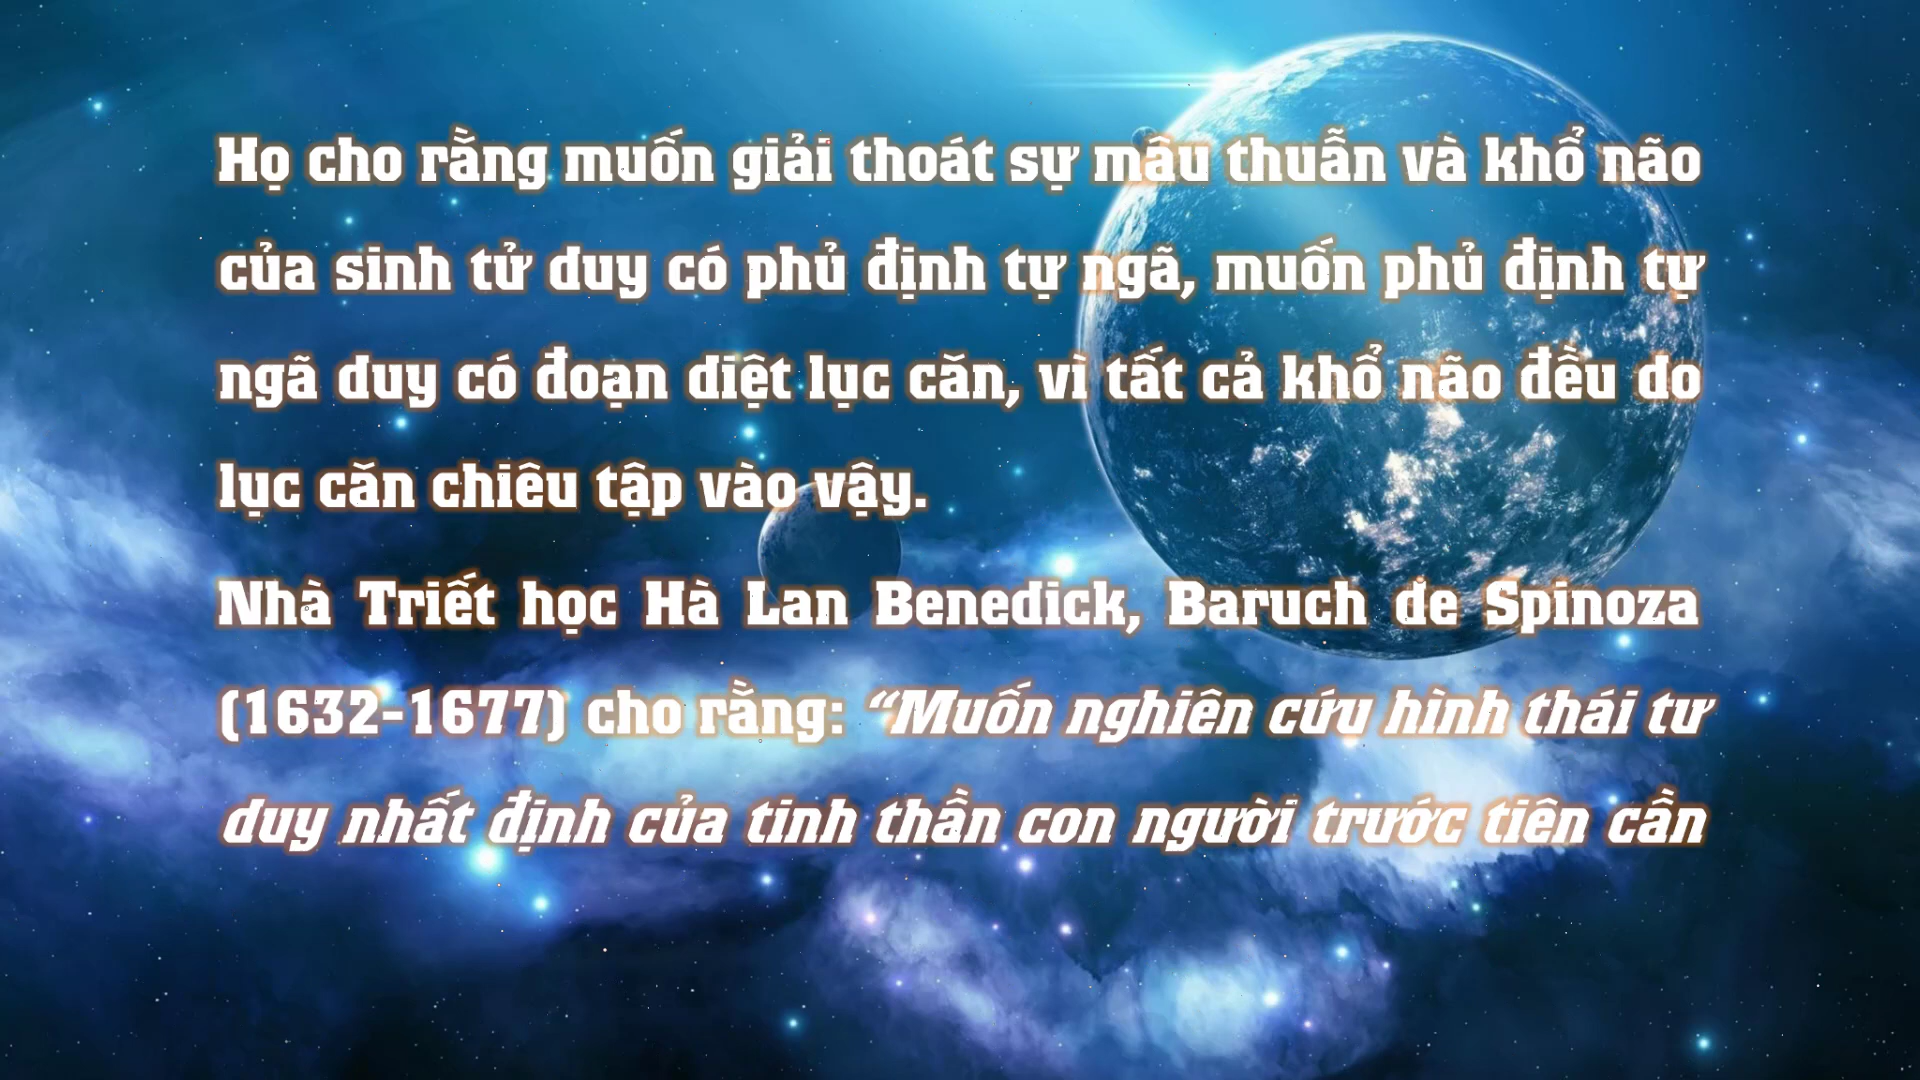 Họ cho rằng muốn giải thoát sự mâu thuẫn và khổ não
của sinh tử duy có phủ định tự ngã, muốn phủ định tự
ngã duy có đoạn diệt lục căn, vì tất cả khổ não đều do
lục căn chiêu tập vào vậy.
Nhà Triết học Hà Lan Benedick, Baruch de Spinoza
(1632-1677) cho rằng: “Muốn nghiên cứu hình thái tư
duy nhất định của tinh thần con người trước tiên cần